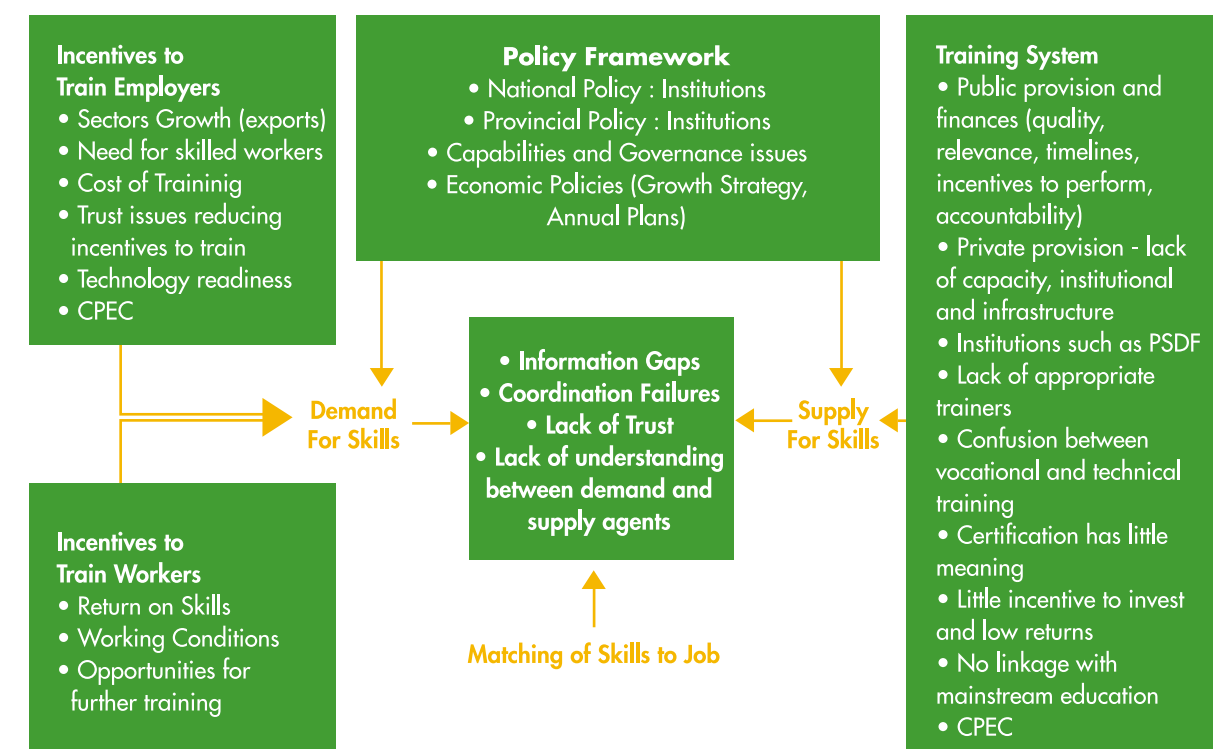 Incentives to
Train Employers
• Sectors Growth (exports)
• Need for skilled workers
• Cost of Traininig
• Trust issues reducing
incentives to train
• Technology readiness
• CPEC
Policy Framework
• National Policy : Institutions
• Provincial Policy : Institutions
• Capabilities and Governance issues
• Economic Policies (Growth Strategy,
Annual Plans)
Training System
• Public provision and
finances (quality,
relevance, timelines,
incentives to perform,
accountability)
• Private provision - lack
of capacity, institutional
and infrastructure
• Institutions such as PSDF
• Lack of appropriate
trainers
• Confusion between
vocational and technical
training
• Certification has little
meaning
• Little incentive to invest
and low returns
• No linkage with
mainstream education
• CPEC
Demand
For Skills
• Information Gaps
• Coordination Failures
• Lack of Trust
• Lack of understanding
between demand and
supply agents
Supply
For Skills
Incentives to
Train Workers
• Return on Skills
• Working Conditions
• Opportunities for
further training
Matching of Skills to Job